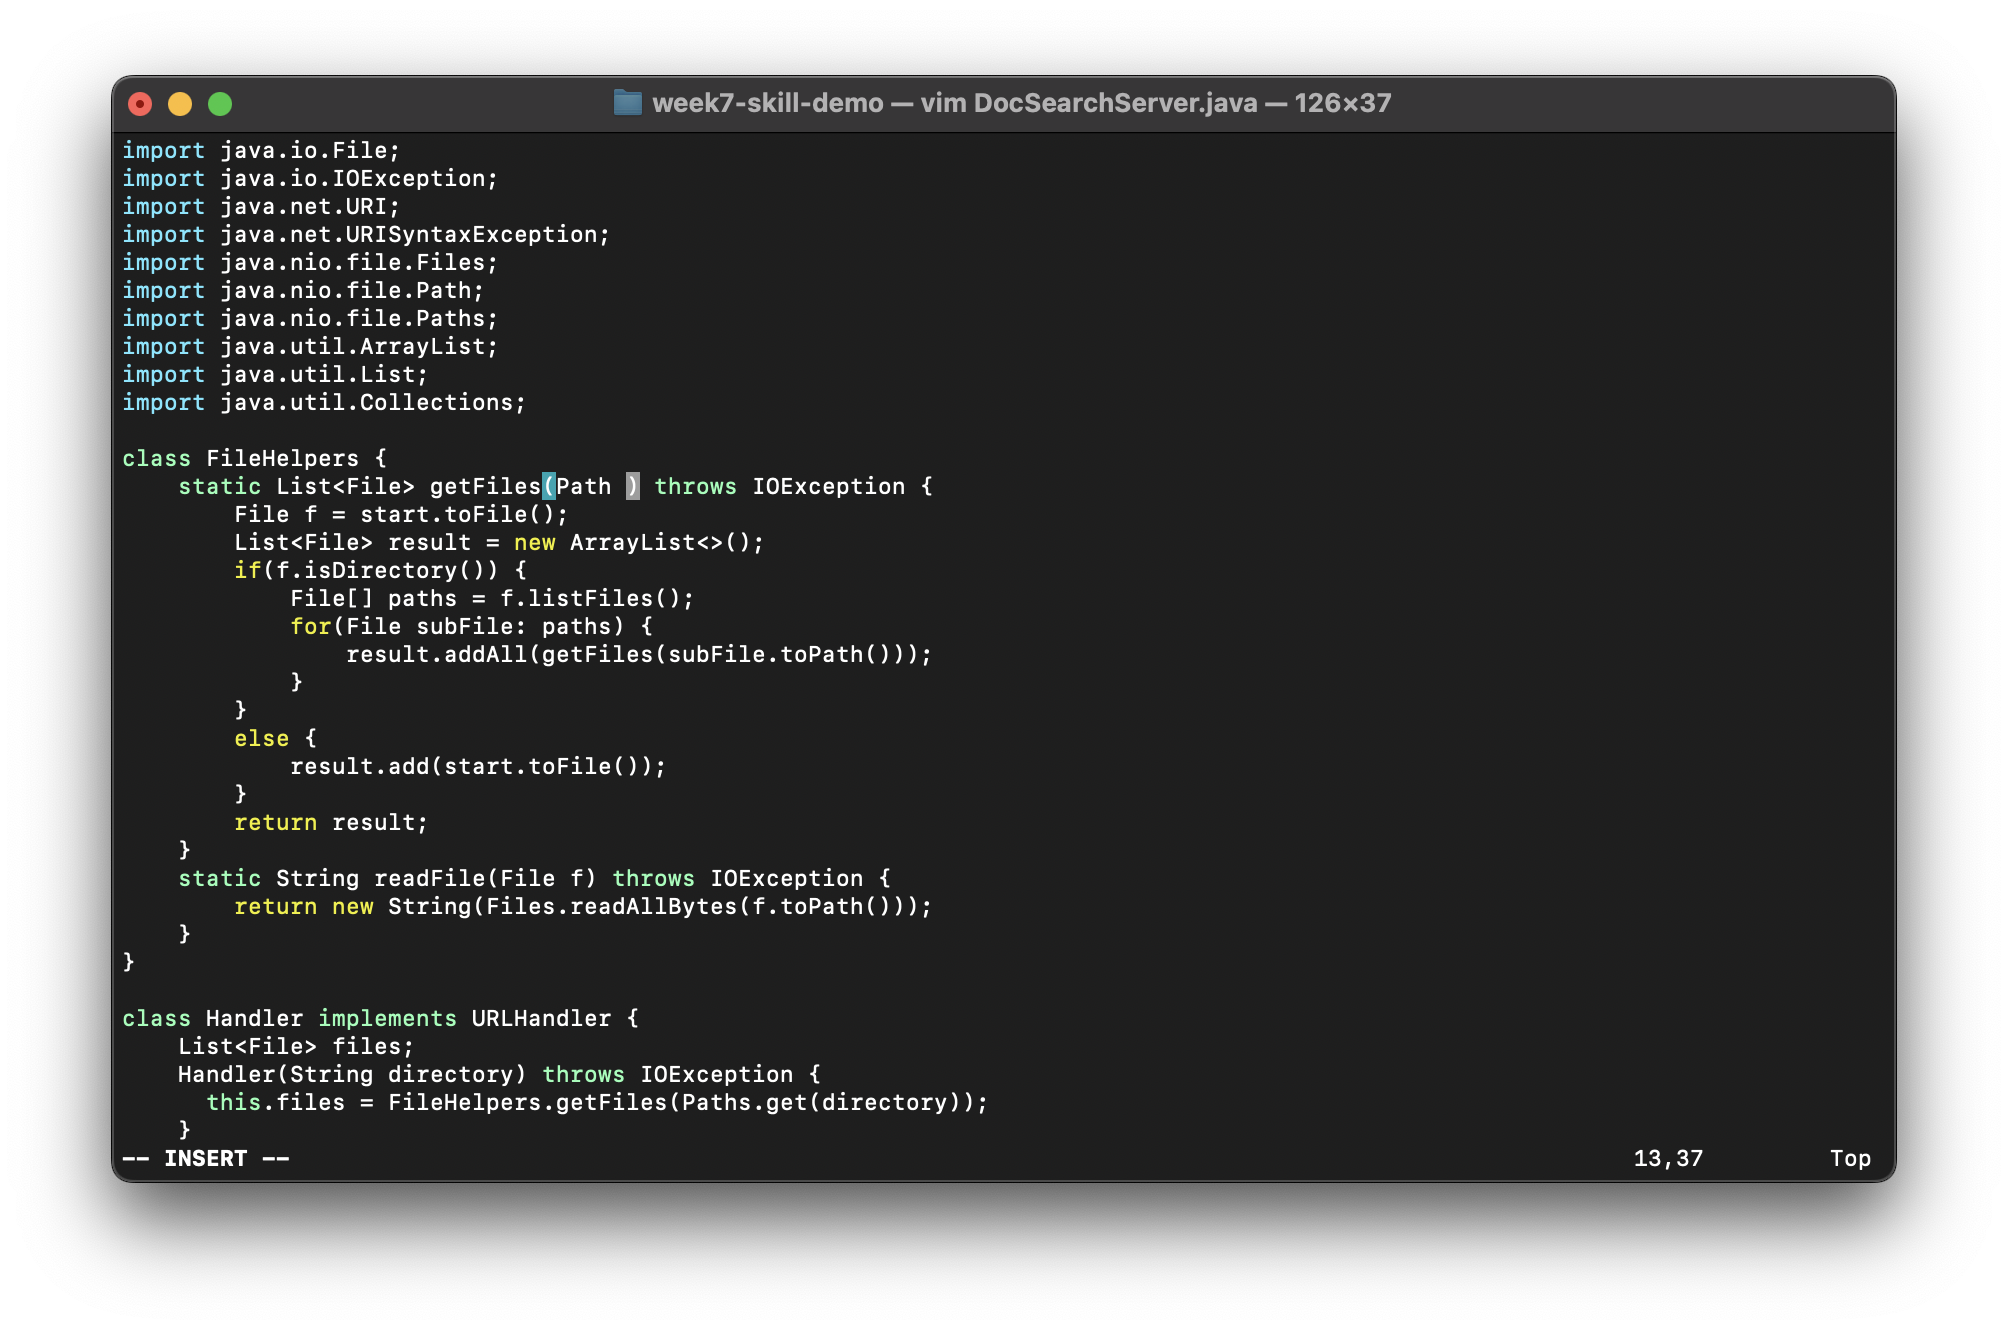 week7-skill-demo — vim DocSearchServer.java — 126×37
import java.io.File;
import java.io.IOException;
import java.net.URI;
import java.net.URISyntaxException;
import java.nio.file.Files;
import java.nio.file.Path;
import java.nio.file.Paths;
import java.util.ArrayList;
import java.util.List;
import java.util.Collections;

class FileHelpers {
    static List<File> getFiles(Path ) throws IOException {
        File f = start.toFile();
        List<File> result = new ArrayList<>();
        if(f.isDirectory()) {
            File[] paths = f.listFiles();
            for(File subFile: paths) {
                result.addAll(getFiles(subFile.toPath()));
            }
        }
        else {
            result.add(start.toFile());
        }
        return result;
    }
    static String readFile(File f) throws IOException {
        return new String(Files.readAllBytes(f.toPath()));
    }
}

class Handler implements URLHandler {
    List<File> files;
    Handler(String directory) throws IOException {
      this.files = FileHelpers.getFiles(Paths.get(directory));
    }
-- INSERT -- 13,37 Top